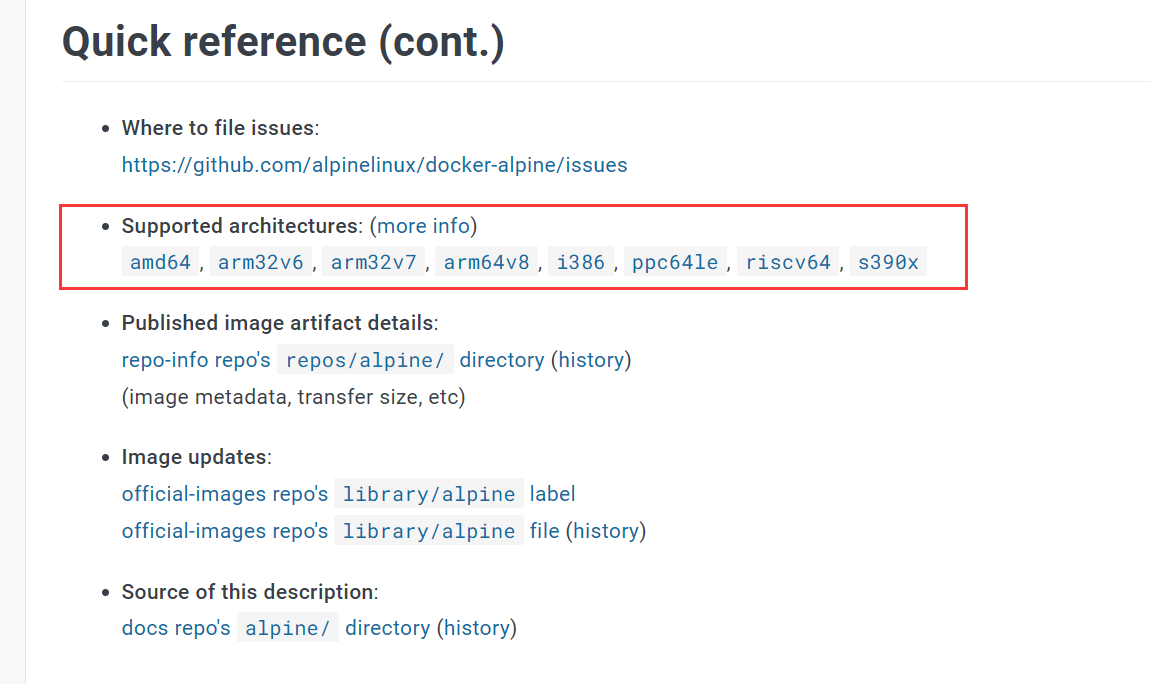 Quick reference (cont.)
• Where to file issues:
https://github.com/alpinelinux/docker-alpine/issues
• Supported architectures: (more info)
amd64, arm32v6, arm32v7, arm64v8, i386, ppc64le, riscv64, s390x
• Published image artifact details:
repo-info repo's repos/alpine/ directory (history)
(image metadata, transfer size, etc)
• Image updates:
official-images repo's library/alpine label
official-images repo's library/alpine file (history)
• Source of this description:
docs repo's alpine/ directory (history)